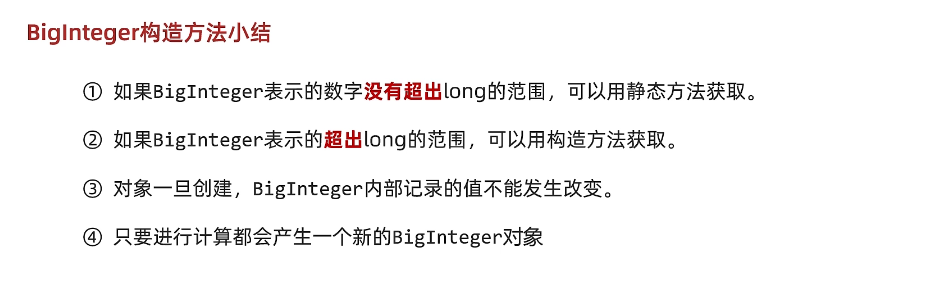 BigInteger构造方法小结
① 如果BigInteger表示的数字没有超出long的范围，可以用静态方法获取。
② 如果BigInteger表示的超出long的范围，可以用构造方法获取。
③ 对象一旦创建，BigInteger内部记录的值不能发生改变。
④ 只要进行计算都会产生一个新的BigInteger对象